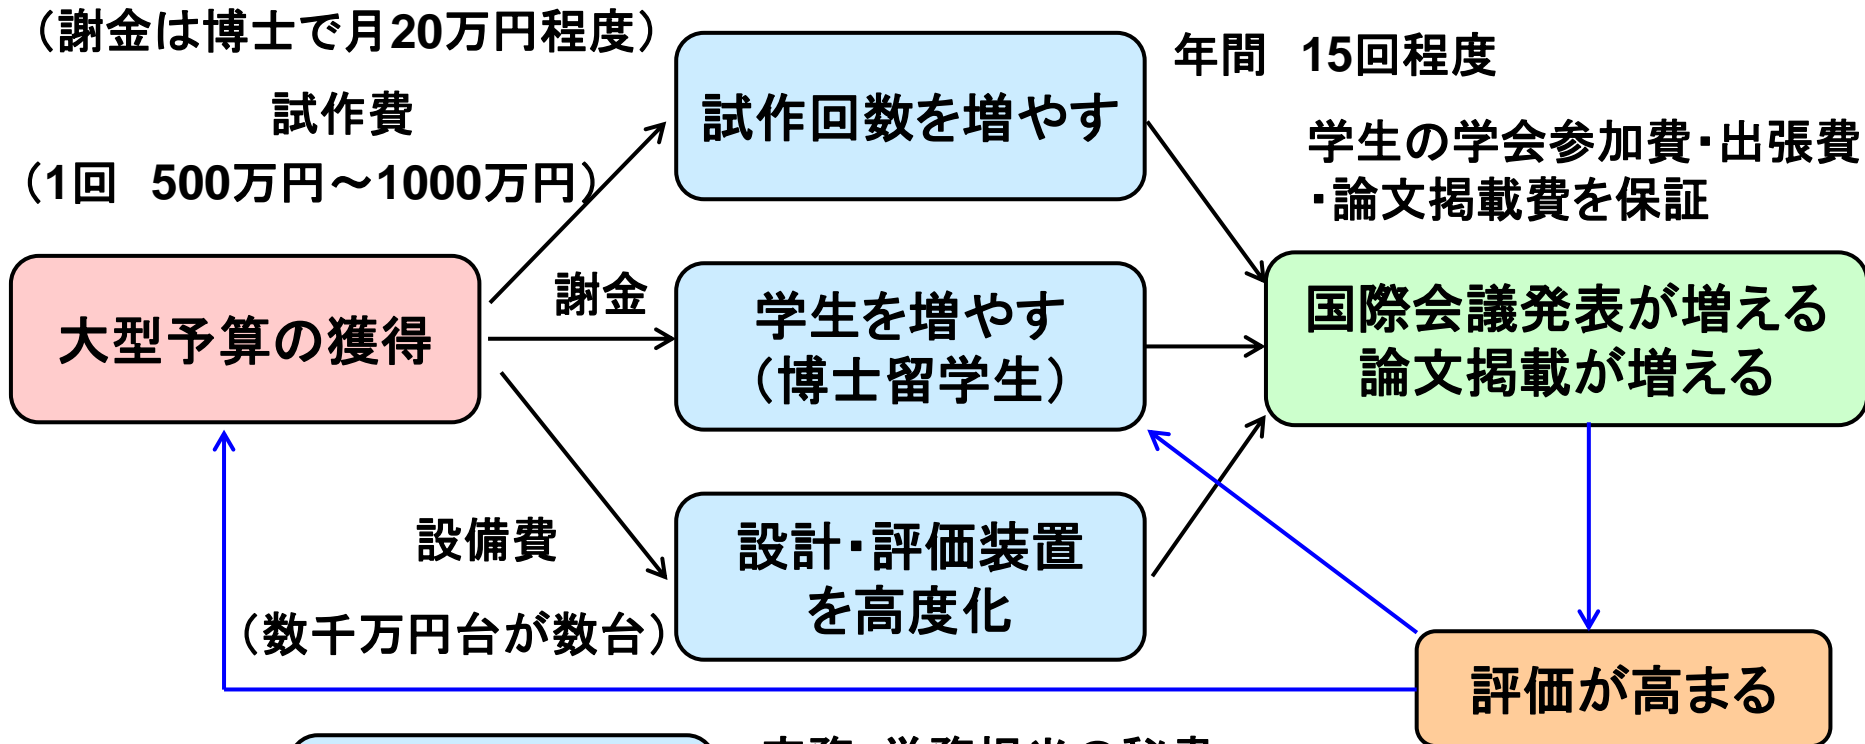 （謝金は博士で月20万円程度）
試作費
（1回　500万円～1000万円）
試作回数を増やす
年間　15回程度
学生の学会参加費・出張費
・論文掲載費を保証
大型予算の獲得
謝金
学生を増やす
（博士留学生）
国際会議発表が増える
論文掲載が増える
設備費
（数千万円台が数台）
設計・評価装置
を高度化
評価が高まる